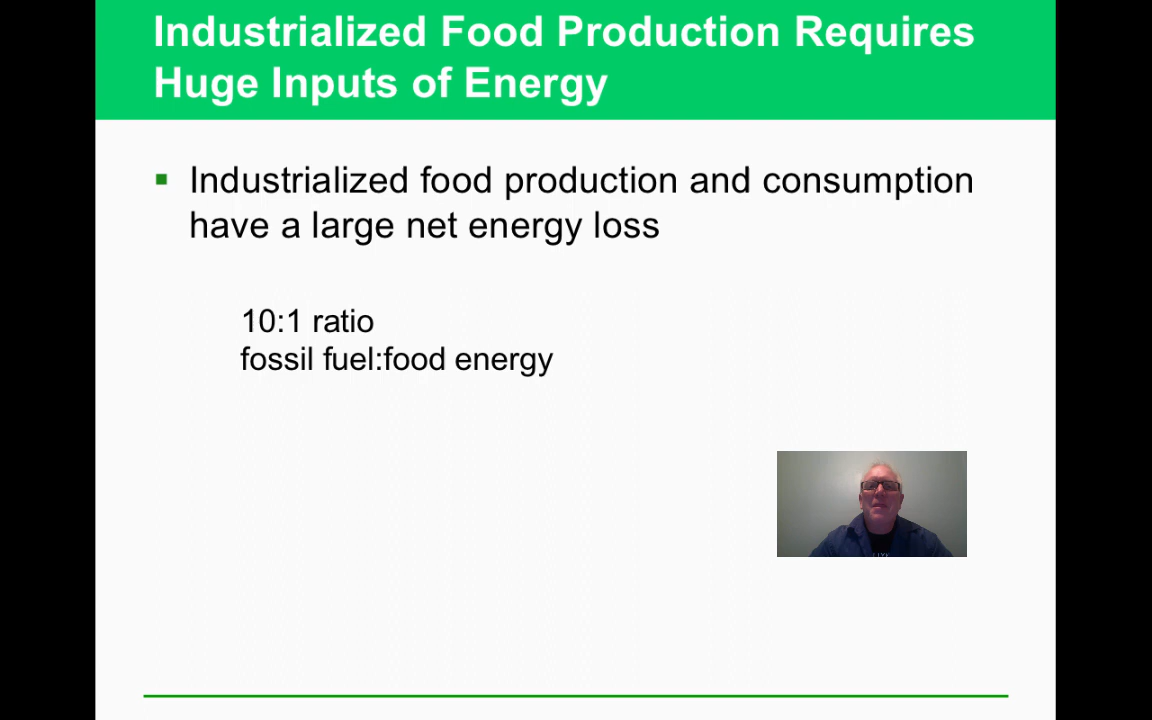 Industrialized Food Production Requires
Huge Inputs of Energy
Industrialized food production and consumption
have a large net energy loss
10:1 ratio
fossil fuel:food energy